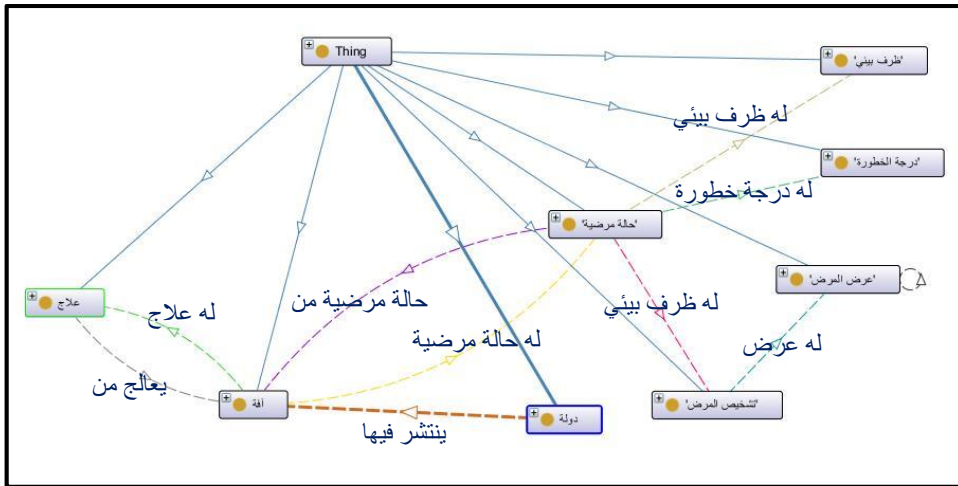 Thing
'ظرف بيئي'
له ظرف بيئي
'درجة الخطورة'
له درجة خطورة
'حالة مرضية'
'عرض المرض'
علاج
له علاج
حالة مرضية من
له ظرف بيئي
له حالة مرضية
له عرض
يعالج من
آفة
دولة
'تشخيص المرض'
ينتشر فيها